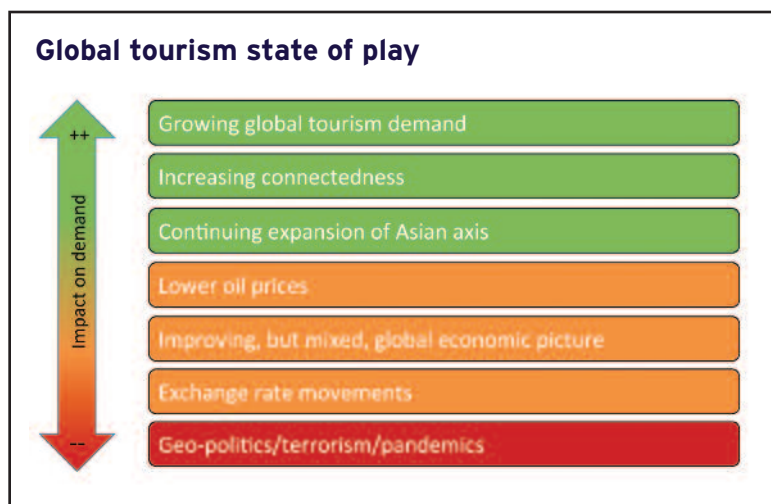 Global tourism state of play
++
Impact on demand
--
Growing global tourism demand
Increasing connectedness
Continuing expansion of Asian axis
Lower oil prices
Improving, but mixed, global economic picture
Exchange rate movements
Geo-politics/terrorism/pandemics